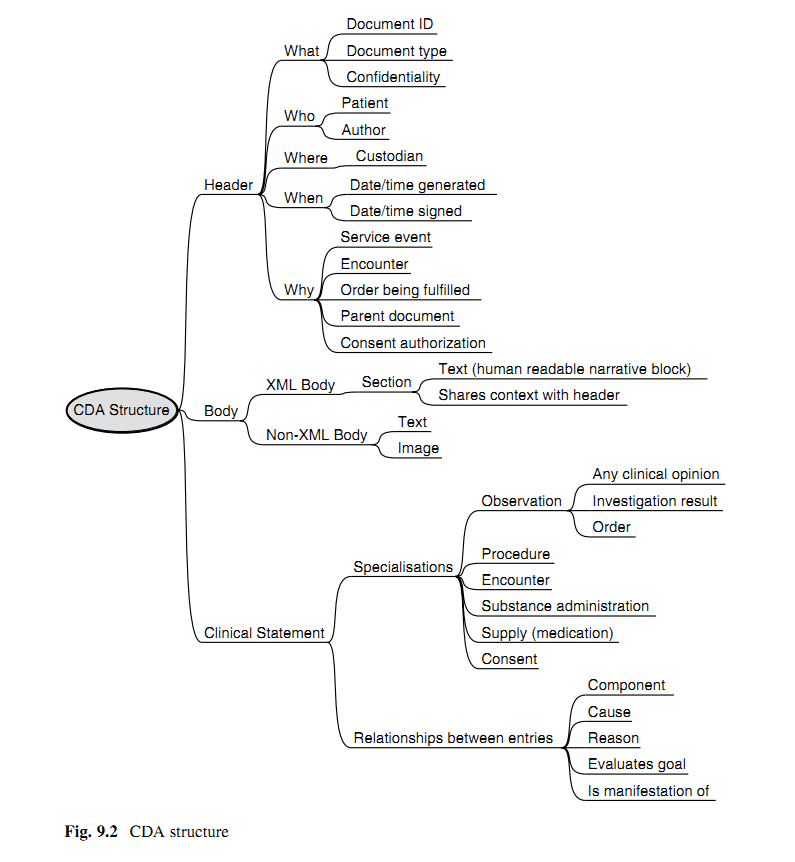 Document ID
What
Document type
Confidentiality
Patient
Who
Author
Where
Custodian
Header
Date/time generated
When
Date/time signed
Service event
Encounter
Why
Order being fulfilled
Parent document
Consent authorization
Text (human readable narrative block)
XML Body
Section
Shares context with header
CDA Structure
Body
Text
Non-XML Body
Image
Any clinical opinion
Observation
Investigation result
Order
Procedure
Specialisations
Encounter
Substance administration
Clinical Statement
Supply (medication)
Consent
Component
Cause
Relationships between entries
Reason
Evaluates goal
Is manifestation of
Fig. 9.2 CDA structure